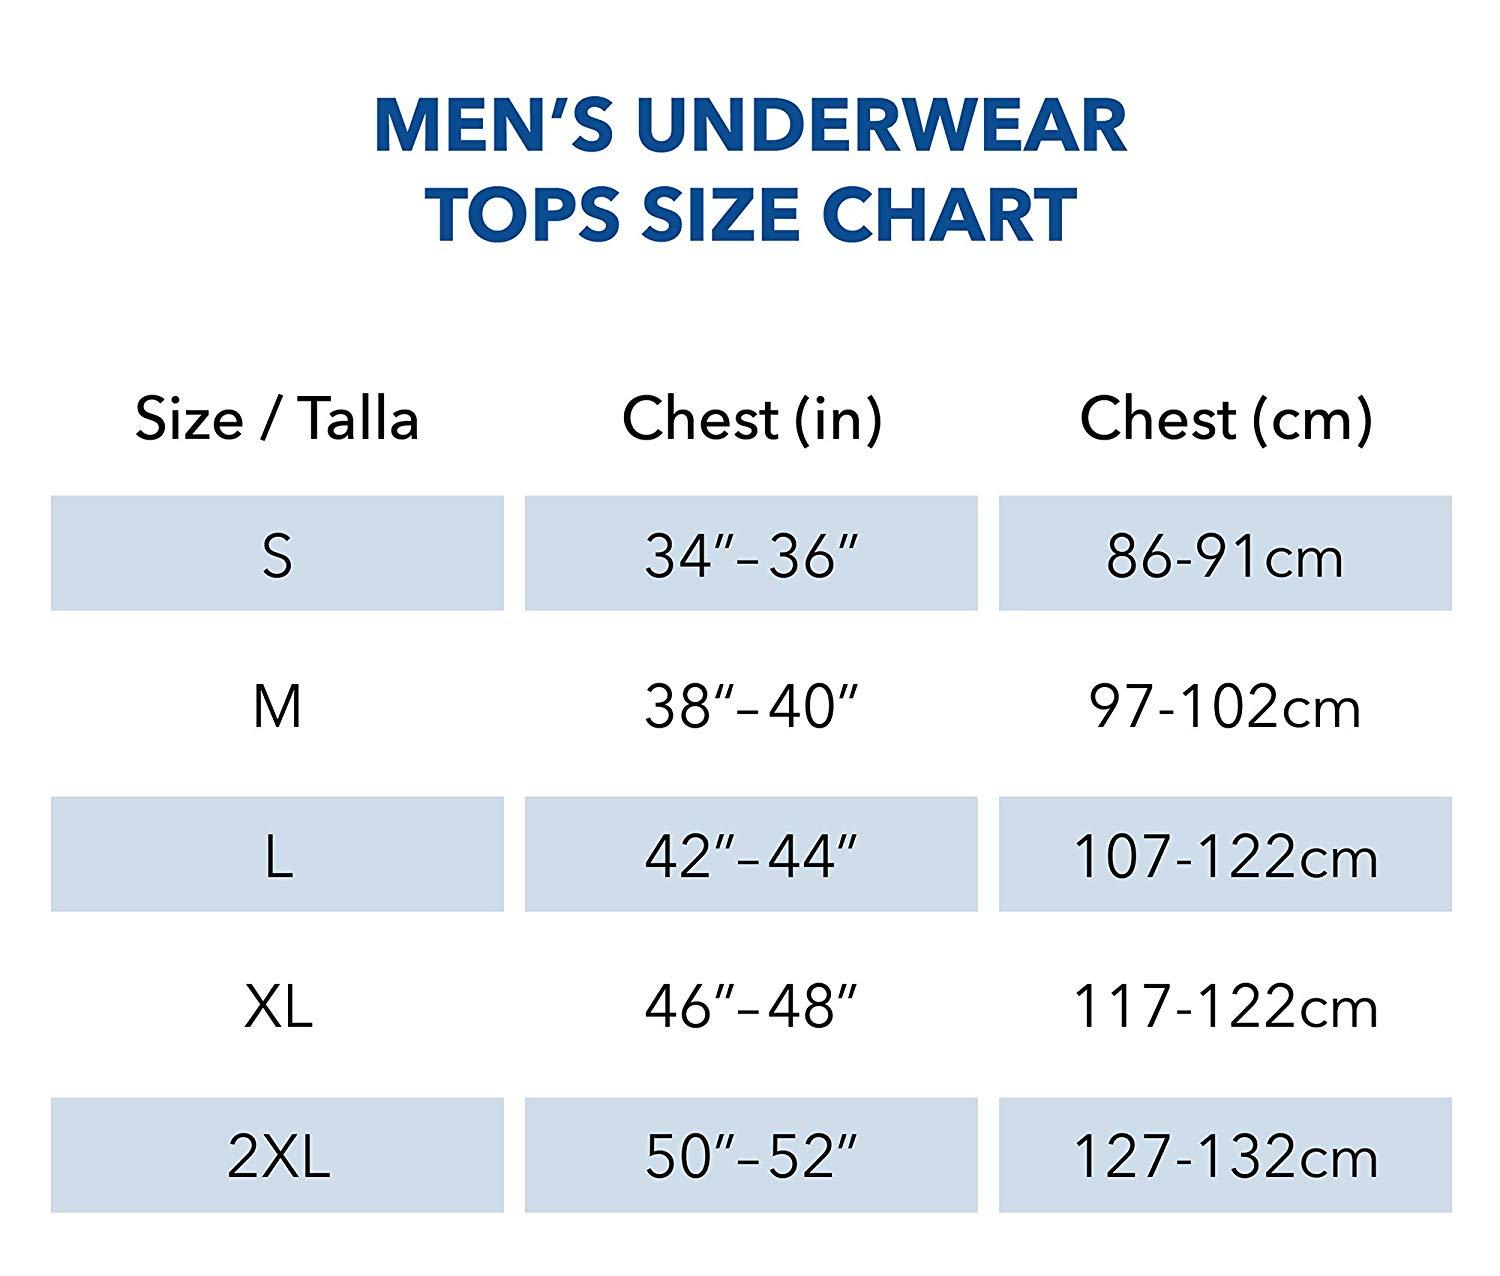 MEN’S UNDERWEAR
TOPS SIZE CHART
Size / Talla Chest (in) Chest (cm)
S 34”–36” 86-91cm
M 38”–40” 97-102cm
L 42”–44” 107-122cm
XL 46”–48” 117-122cm
2XL 50”–52” 127-132cm